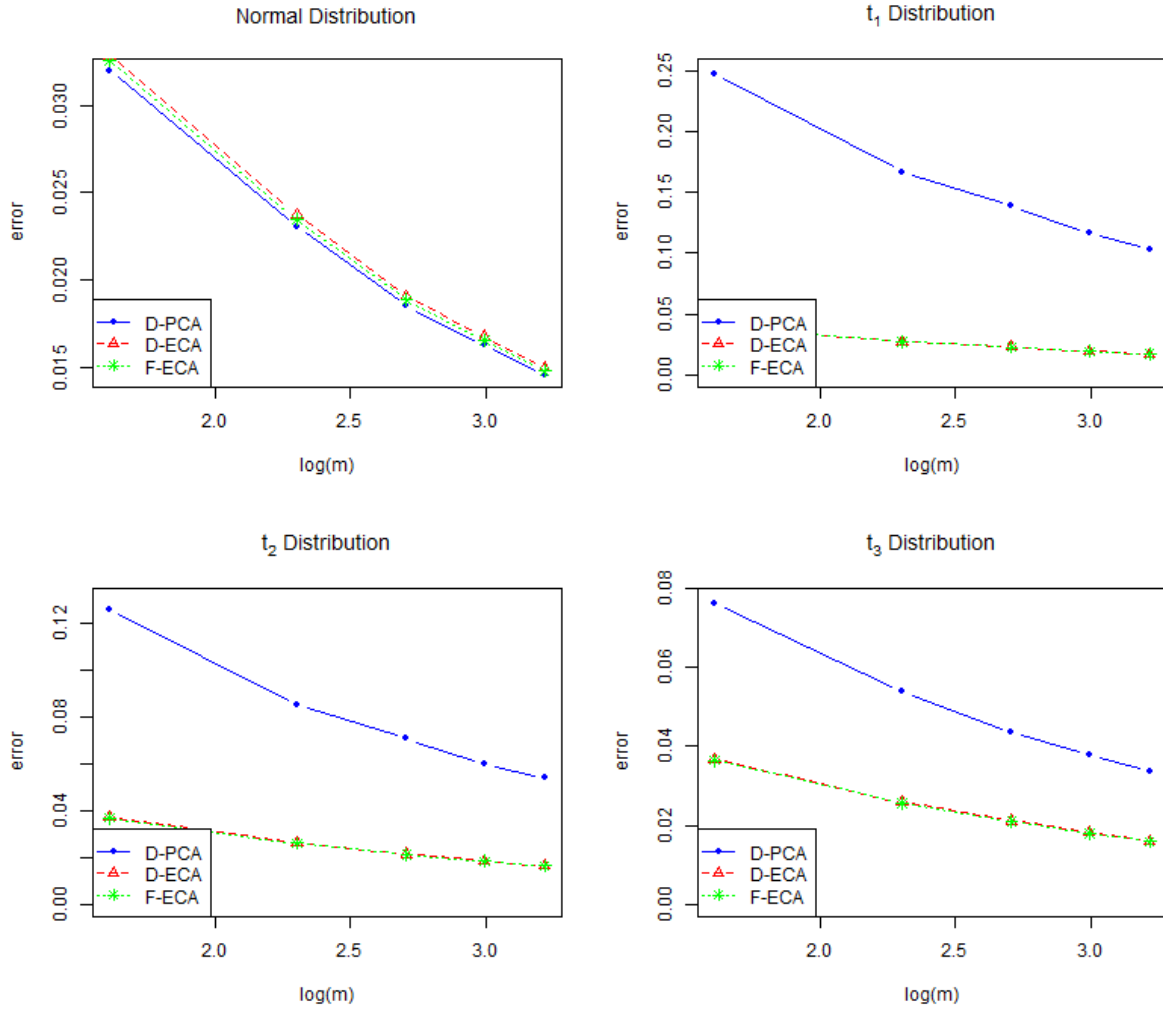 Normal Distribution
error
0.030
0.025
0.020
0.015
D-PCA
D-ECA
F-ECA
2.0 2.5 3.0
log(m)
t1 Distribution
error
0.25
0.20
0.15
0.10
0.05
0.00
D-PCA
D-ECA
F-ECA
2.0 2.5 3.0
log(m)
t2 Distribution
error
0.12
0.08
0.04
0.00
D-PCA
D-ECA
F-ECA
2.0 2.5 3.0
log(m)
t3 Distribution
error
0.08
0.06
0.04
0.02
0.00
D-PCA
D-ECA
F-ECA
2.0 2.5 3.0
log(m)